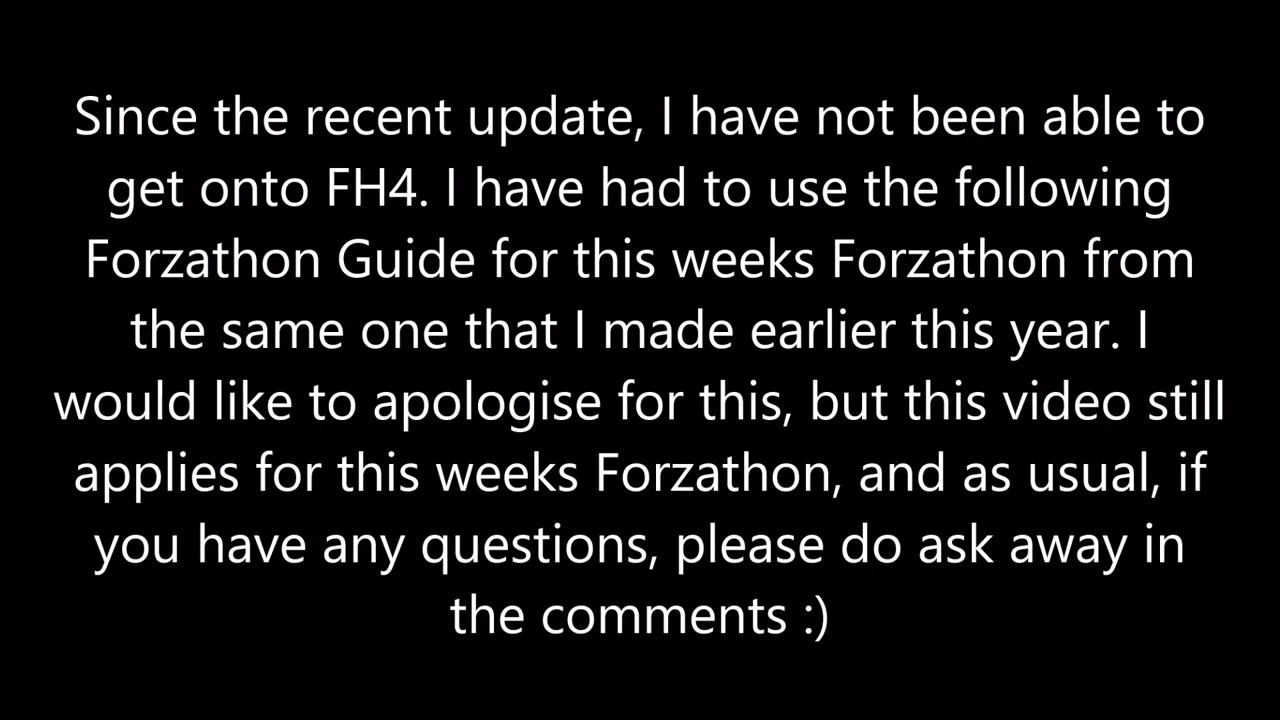 Since the recent update, I have not been able to
get onto FH4. I have had to use the following
Forzathon Guide for this weeks Forzathon from
the same one that I made earlier this year. I
would like to apologise for this, but this video still
applies for this weeks Forzathon, and as usual, if
you have any questions, please do ask away in
the comments :)